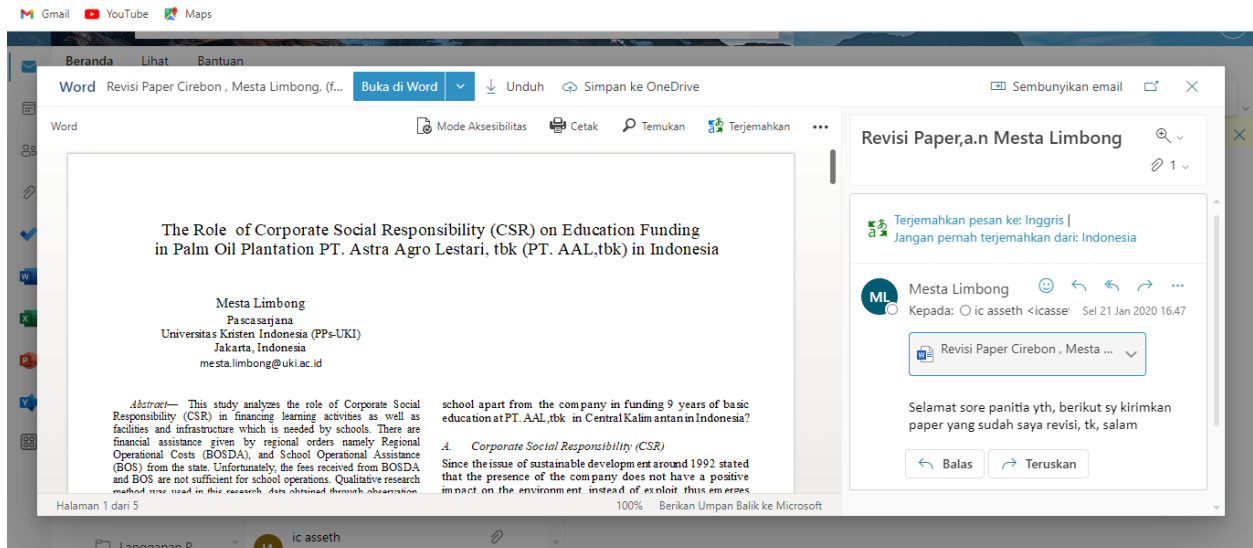 Gmail YouTube Maps
Beranda Lihat Bantuan
Word Revisi Paper Cirebon , Mesta Limbong, (f... Buka di Word Unduh Simpan ke OneDrive Sembunyikan email
Word Mode Aksesibilitas Cetak Temukan Terjemahkan
The Role of Corporate Social Responsibility (CSR) on Education Funding
in Palm Oil Plantation PT. Astra Agro Lestari, tbk (PT. AAL,tbk) in Indonesia
Mesta Limbong
Pascasarjana
Universitas Kristen Indonesia (PPs-UKI)
Jakarta, Indonesia
mesta.limbong@uki.ac.id
Abstract— This study analyzes the role of Corporate Social
Responsibility (CSR) in financing learning activities as well as
facilities and infrastructure which is needed by schools. There are
financial assistance given by regional orders namely Regional
Operational Costs (BOSDA), and School Operational Assistance
(BOS) from the state. Unfortunately, the fees received from BOSDA
and BOS are not sufficient for school operations. Qualitative research
method was used in this research, data obtained through observation,
school apart from the company in funding 9 years of basic
education at PT. AAL,tbk in Central Kalimantan in Indonesia?
A. Corporate Social Responsibility (CSR)
Since the issue of sustainable development around 1992 stated
that the presence of the company does not have a positive
impact on the environment, instead of exploit, thus emerges
Halaman 1 dari 5 100% Berikan Umpan Balik ke Microsoft
Revisi Paper,a.n Mesta Limbong
1
Terjemahkan pesan ke: Inggris |
Jangan pernah terjemahkan dari: Indonesia
ML
Mesta Limbong
Kepada: ic asseth <icasse Sel 21 Jan 2020 16.47
Revisi Paper Cirebon , Mesta ...
Selamat sore panitia yth, berikut sy kirimkan
paper yang sudah saya revisi, tk, salam
Balas Teruskan
Langganan
ic asseth